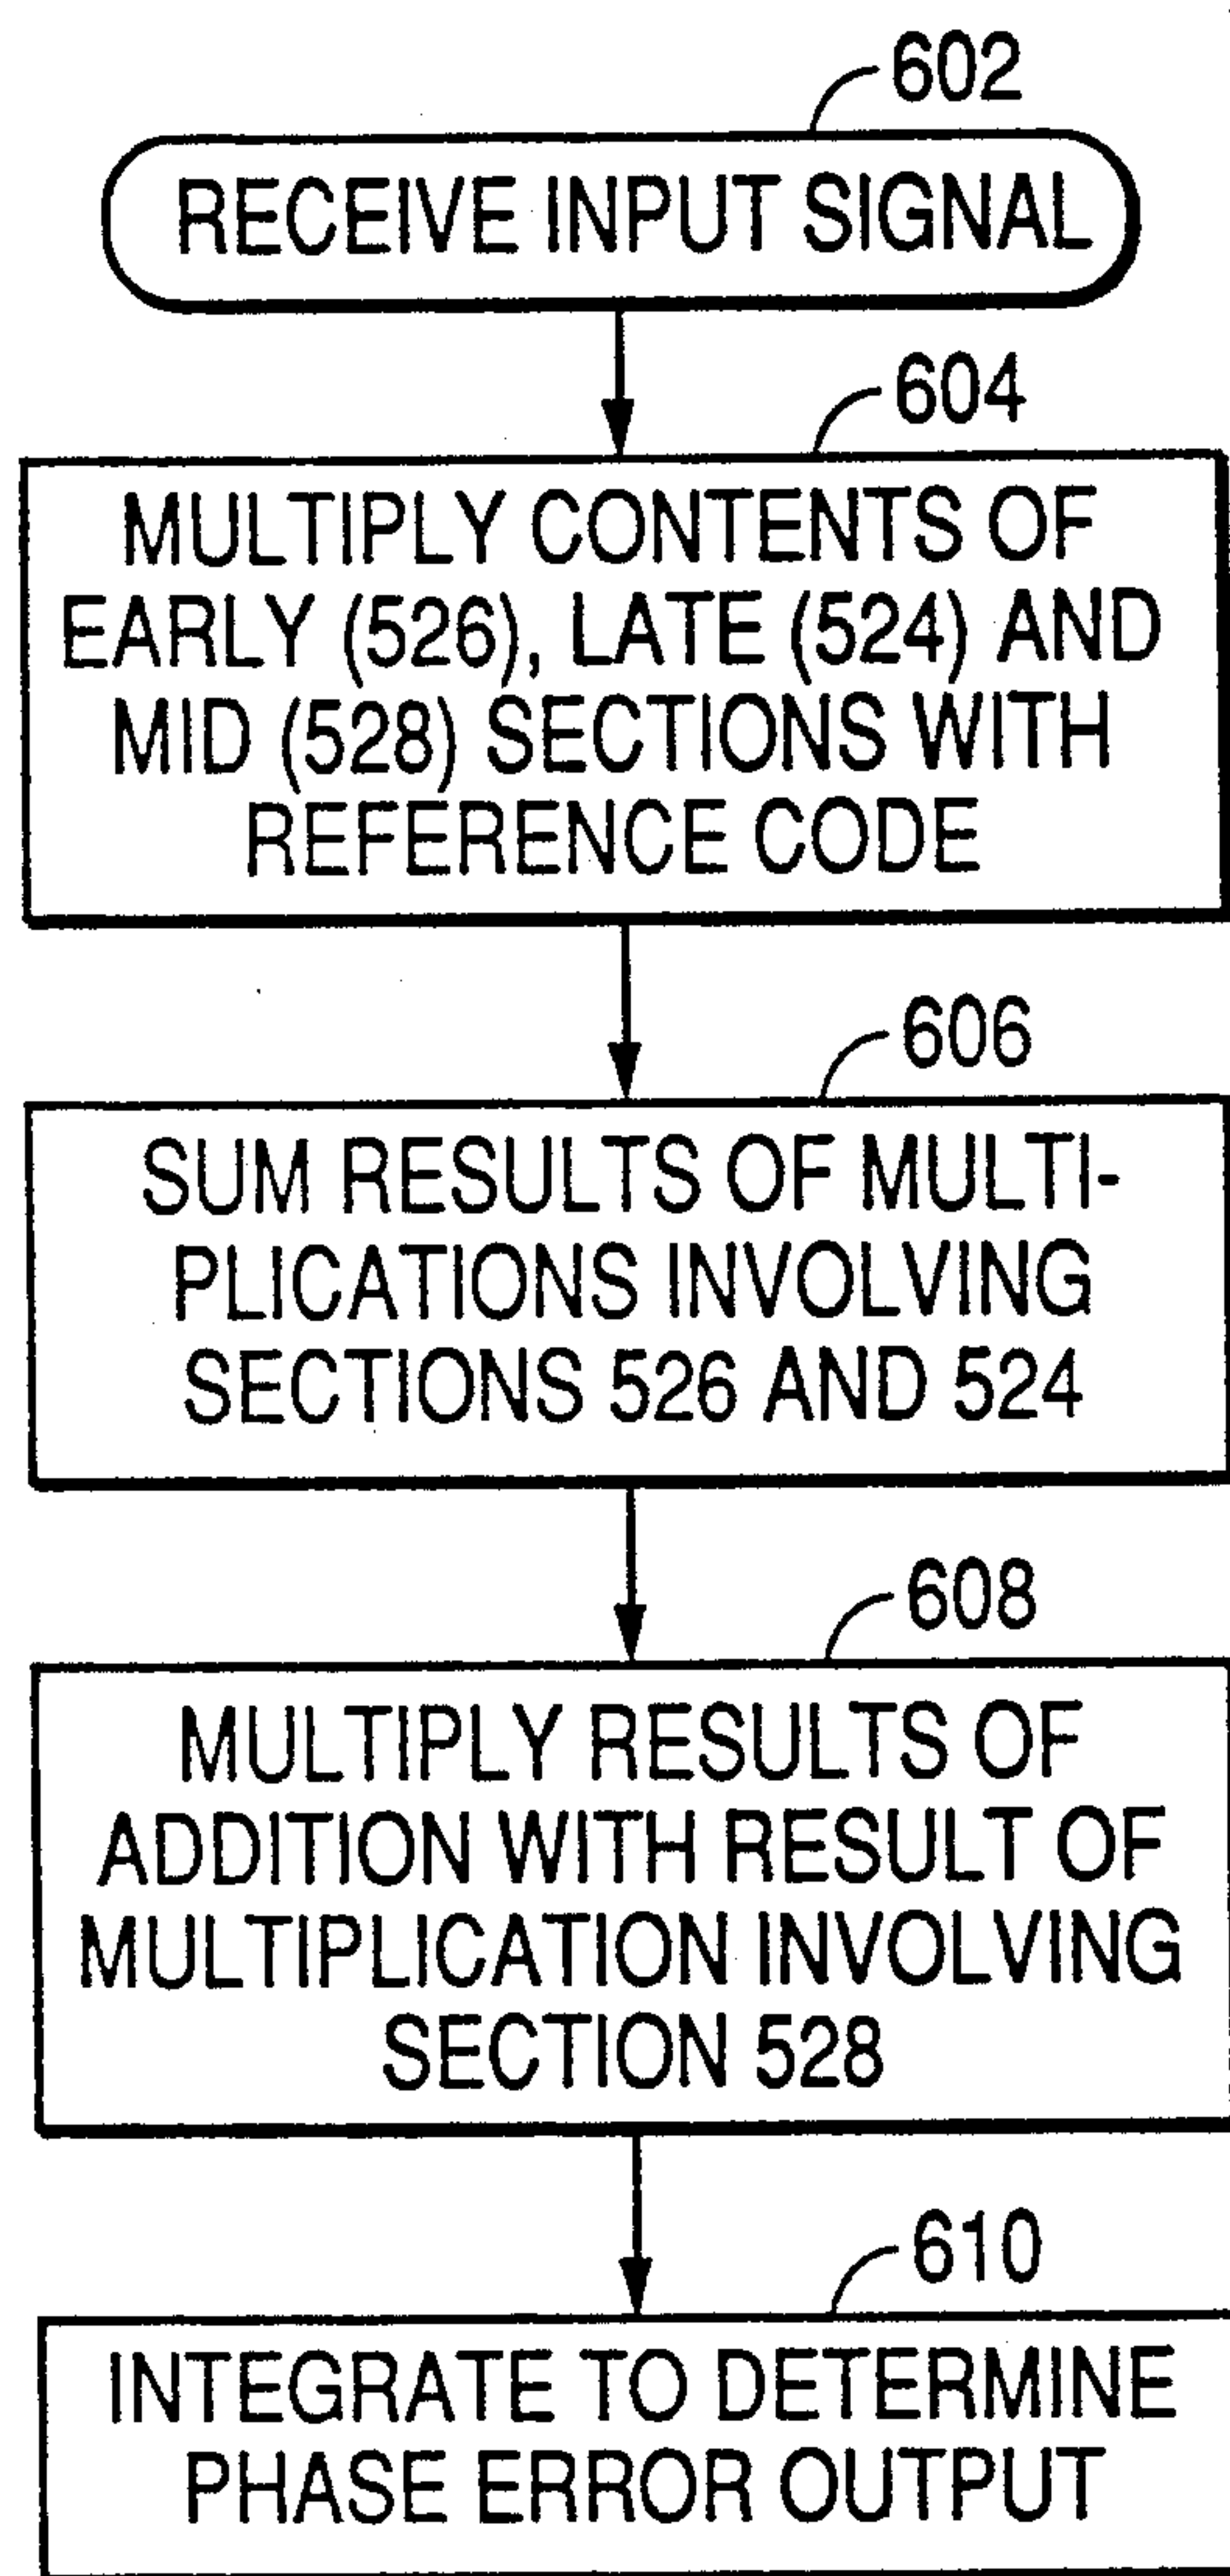 602
RECEIVE INPUT SIGNAL
604
MULTIPLY CONTENTS OF
EARLY (526), LATE (524) AND
MID (528) SECTIONS WITH
REFERENCE CODE
606
SUM RESULTS OF MULTI-
PLICATIONS INVOLVING
SECTIONS 526 AND 524
608
MULTIPLY RESULTS OF
ADDITION WITH RESULT OF
MULTIPLICATION INVOLVING
SECTION 528
610
INTEGRATE TO DETERMINE
PHASE ERROR OUTPUT